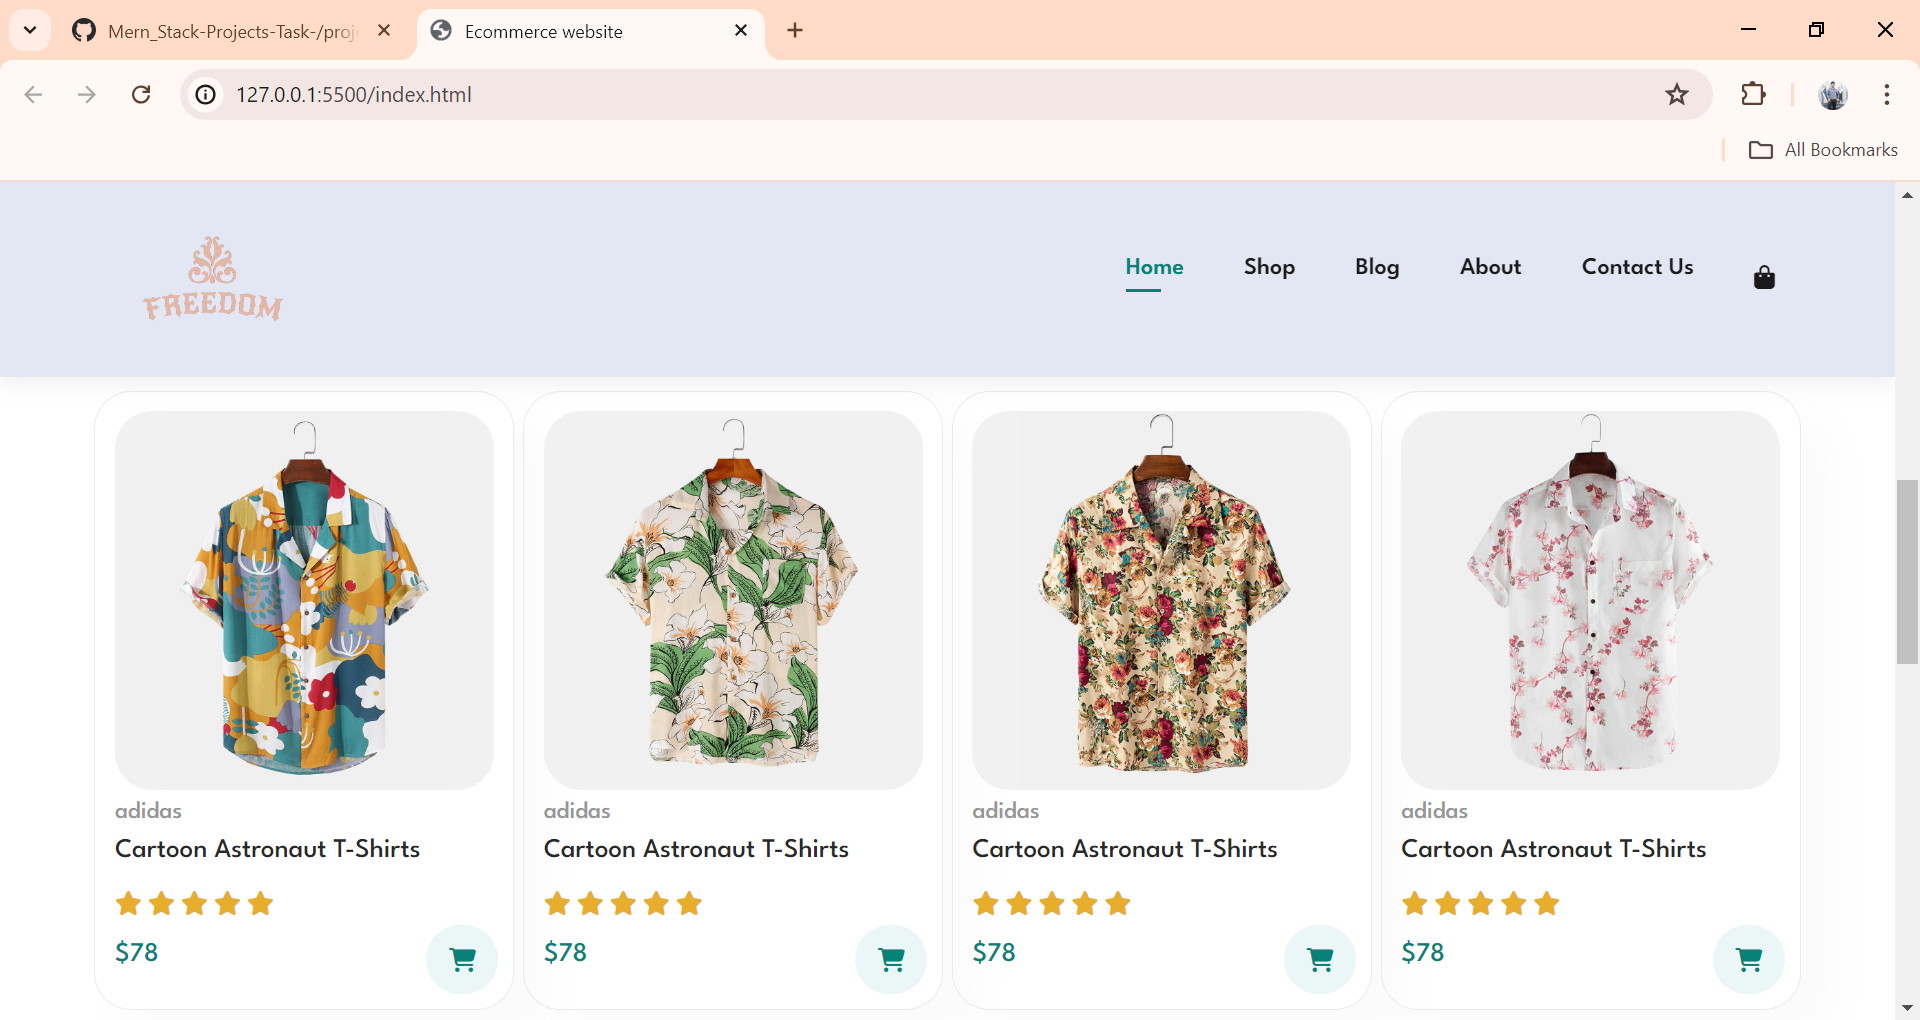 Mern_Stack-Projects-Task-/proj
Ecommerce website
127.0.0.1:5500/index.html
All Bookmarks
FREEDOM
Home
Shop
Blog
About
Contact Us
adidas
Cartoon Astronaut T-Shirts
$78
adidas
Cartoon Astronaut T-Shirts
$78
adidas
Cartoon Astronaut T-Shirts
$78
adidas
Cartoon Astronaut T-Shirts
$78